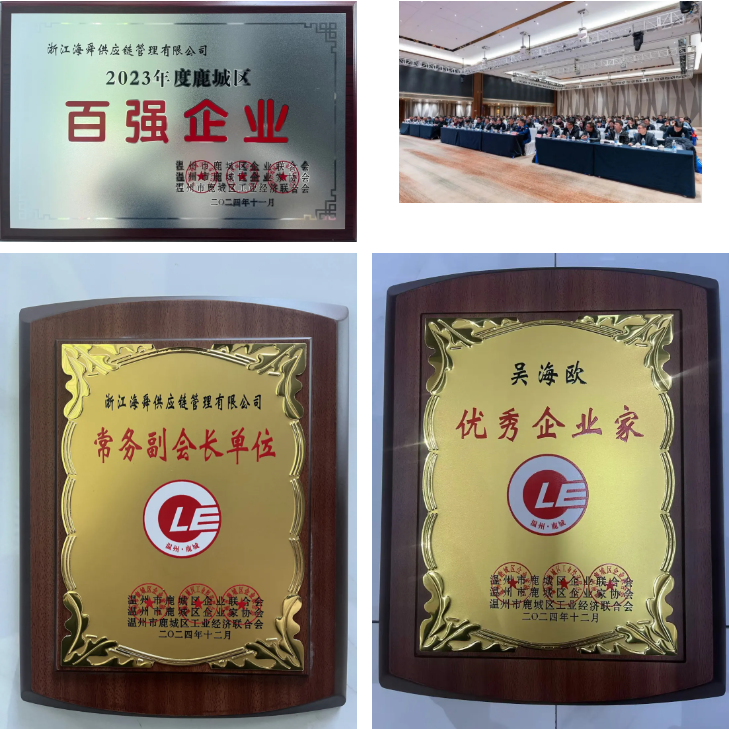 浙江海舜供应链管理有限公司
2023年度鹿城区
百强企业
温州市鹿城区企业联合会
温州市鹿城区企业家协会
温州市鹿城区工业经济联合会
二〇二四年十一月
浙江海舜供应链管理有限公司
常务副会长单位
CLE
温州·鹿城
温州市鹿城区企业联合会
温州市鹿城区企业家协会
温州市鹿城区工业经济联合会
二〇二四年十二月
吴海欧
优秀企业家
CLE
温州·鹿城
温州市鹿城区企业联合会
温州市鹿城区企业家协会
温州市鹿城区工业经济联合会
二〇二四年十二月